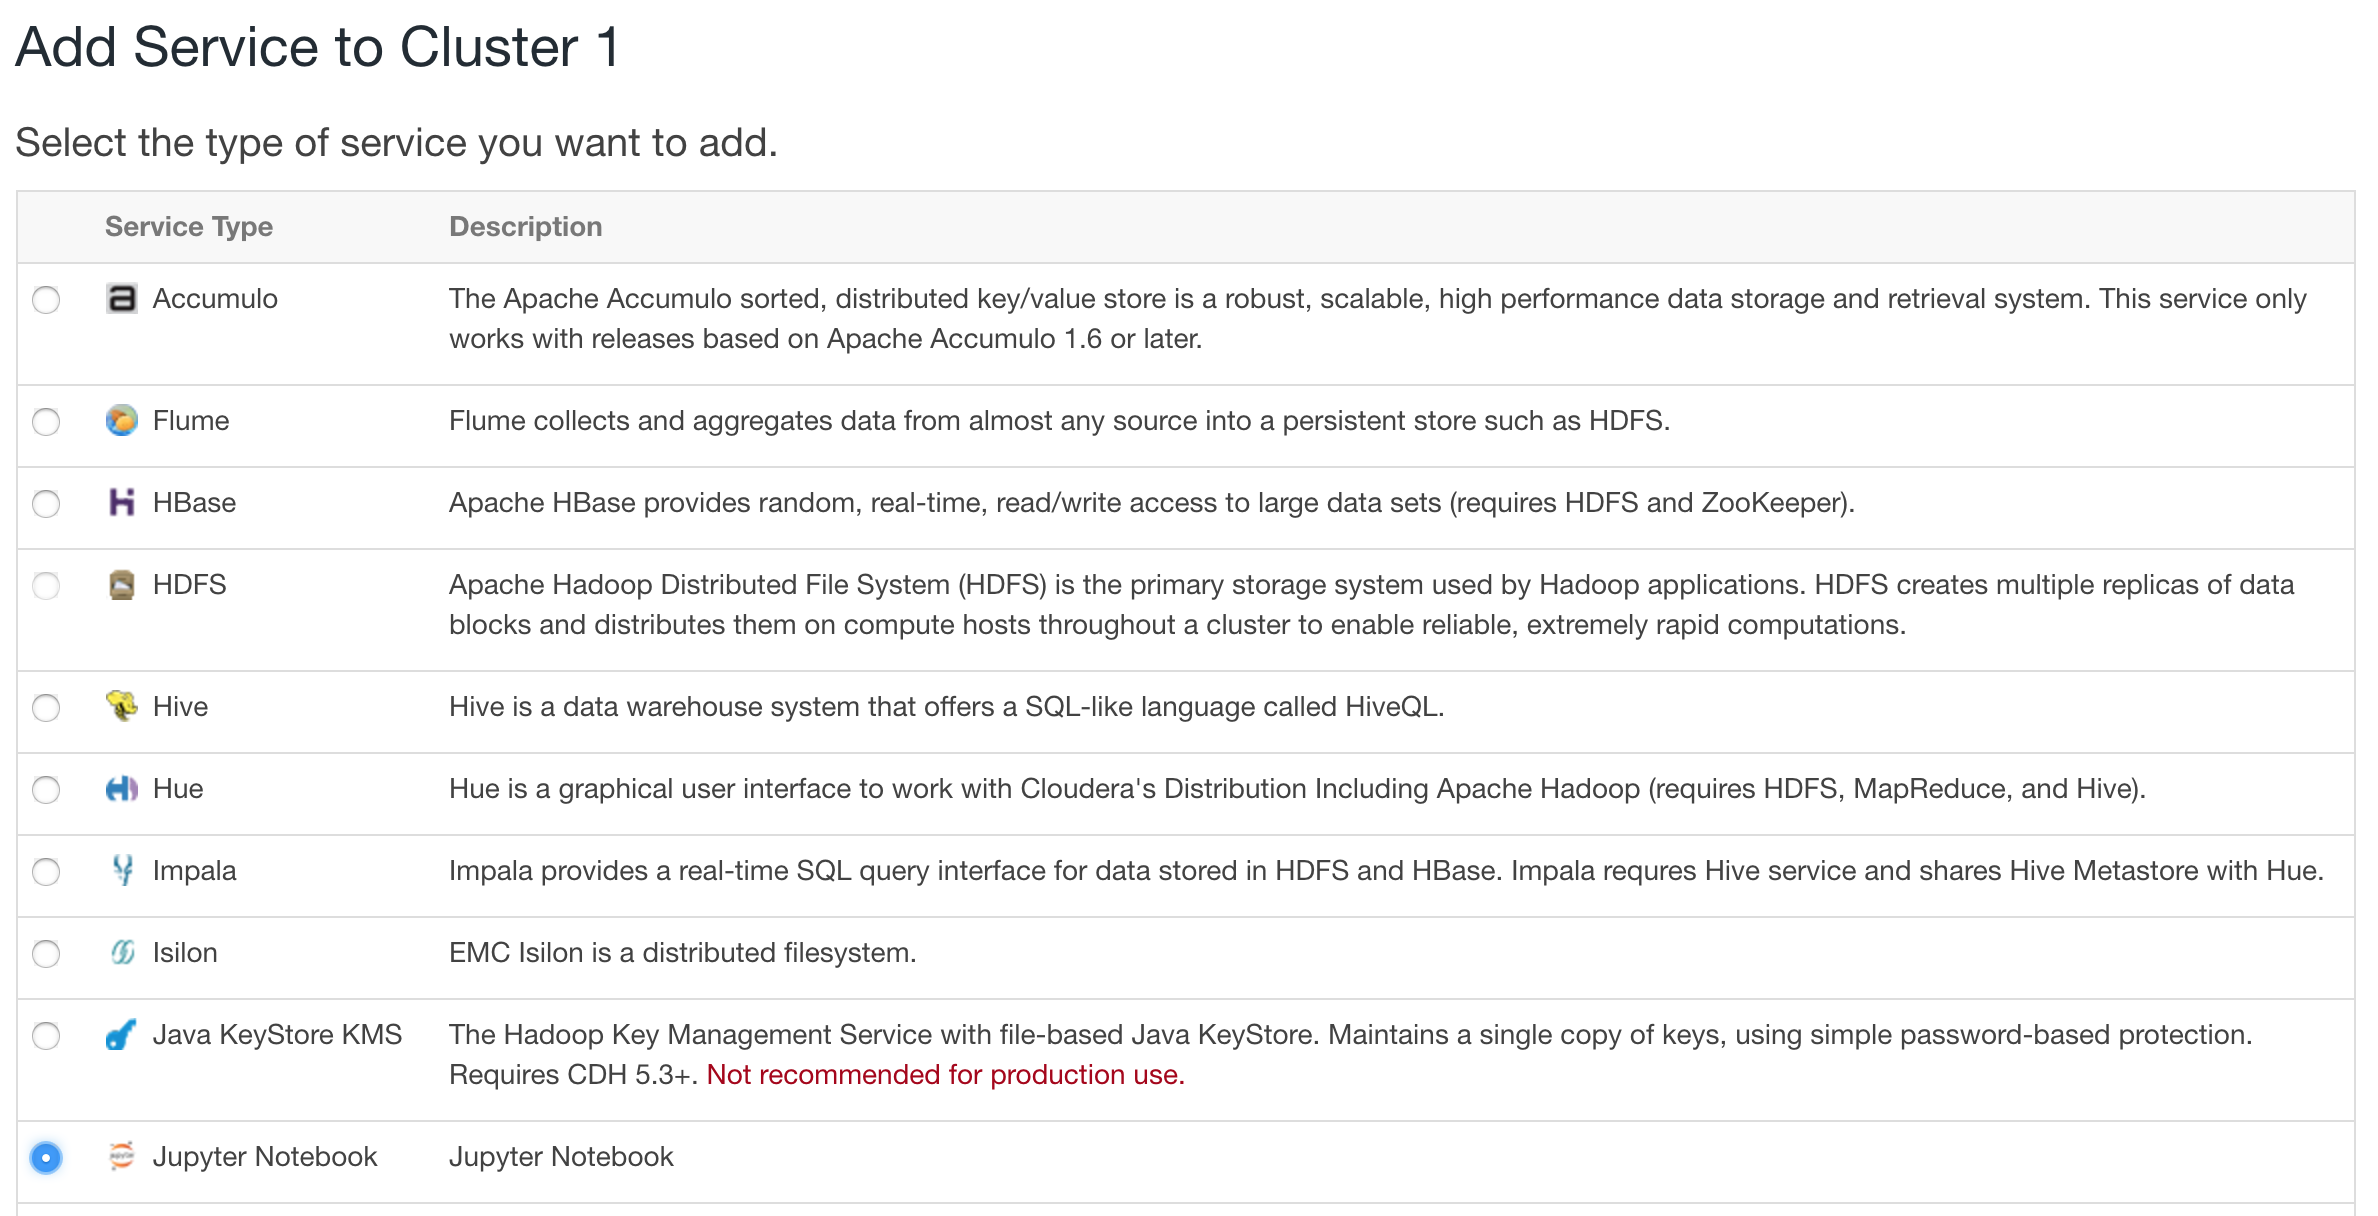 Add Service to Cluster 1
Select the type of service you want to add.
Service Type Description
Accumulo The Apache Accumulo sorted, distributed key/value store is a robust, scalable, high performance data storage and retrieval system. This service only
works with releases based on Apache Accumulo 1.6 or later.
Flume Flume collects and aggregates data from almost any source into a persistent store such as HDFS.
HBase Apache HBase provides random, real-time, read/write access to large data sets (requires HDFS and ZooKeeper).
HDFS Apache Hadoop Distributed File System (HDFS) is the primary storage system used by Hadoop applications. HDFS creates multiple replicas of data
blocks and distributes them on compute hosts throughout a cluster to enable reliable, extremely rapid computations.
Hive Hive is a data warehouse system that offers a SQL-like language called HiveQL.
Hue Hue is a graphical user interface to work with Cloudera's Distribution Including Apache Hadoop (requires HDFS, MapReduce, and Hive).
Impala Impala provides a real-time SQL query interface for data stored in HDFS and HBase. Impala requres Hive service and shares Hive Metastore with Hue.
Isilon EMC Isilon is a distributed filesystem.
Java KeyStore KMS The Hadoop Key Management Service with file-based Java KeyStore. Maintains a single copy of keys, using simple password-based protection.
Requires CDH 5.3+. Not recommended for production use.
Jupyter Notebook Jupyter Notebook